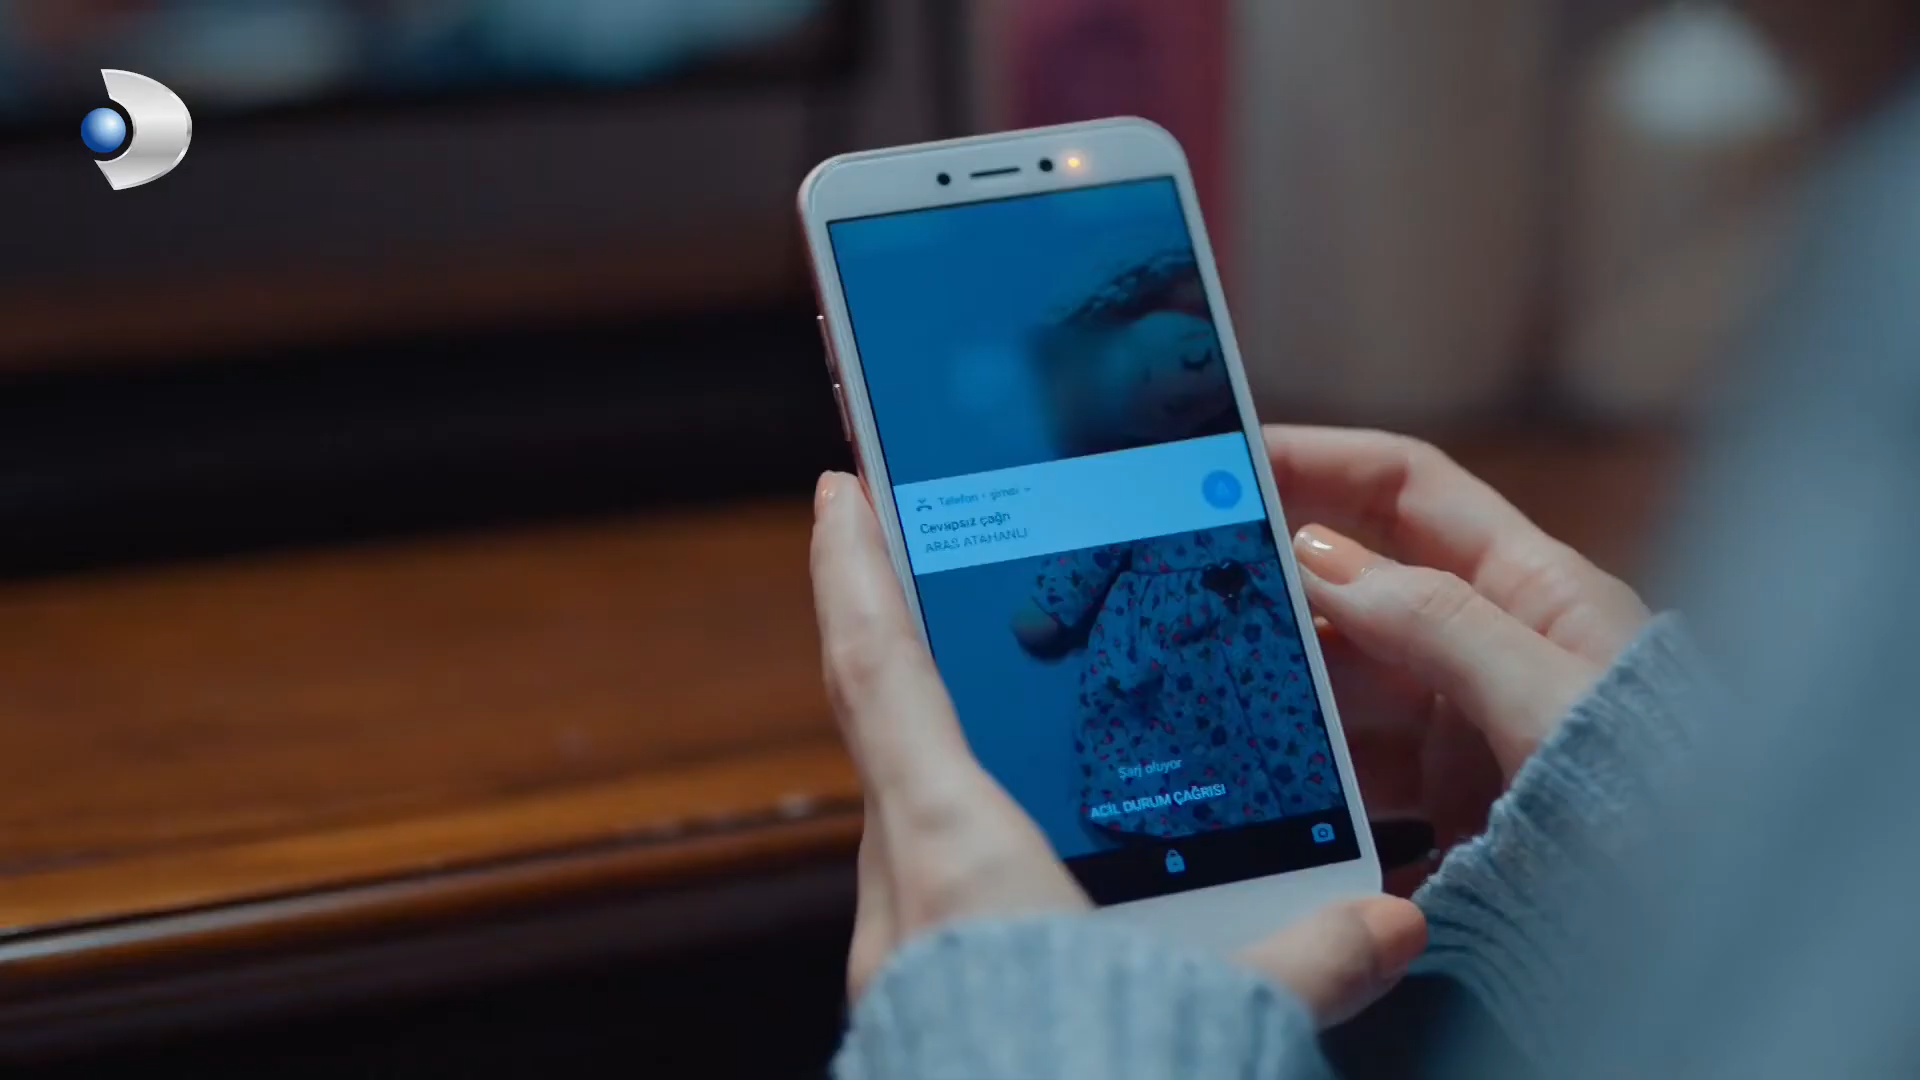 Telefon • şimdi
Cevapsız çağrı
ARAS ATAHANLI
Şarj oluyor
ACİL DURUM ÇAĞRISI